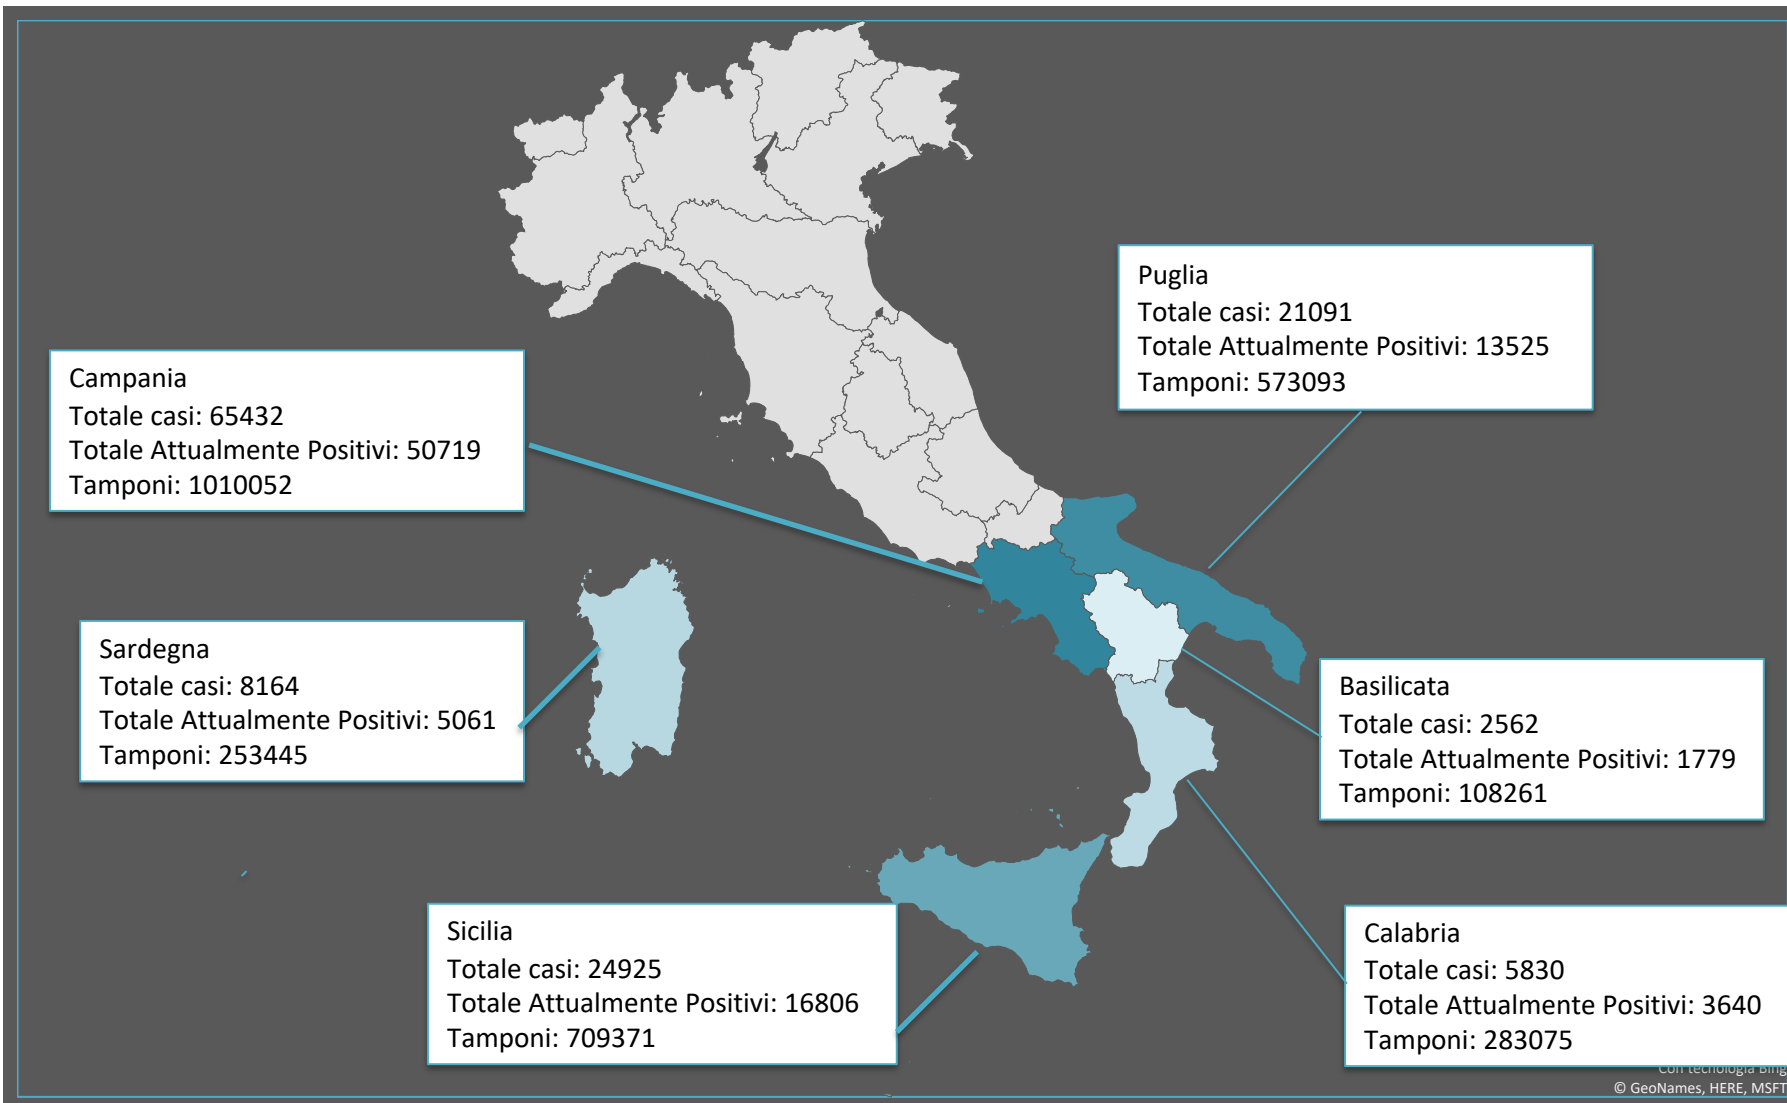 Puglia
Totale casi: 21091
Totale Attualmente Positivi: 13525
Tamponi: 573093
Campania
Totale casi: 65432
Totale Attualmente Positivi: 50719
Tamponi: 1010052
Sardegna
Totale casi: 8164
Totale Attualmente Positivi: 5061
Tamponi: 253445
Basilicata
Totale casi: 2562
Totale Attualmente Positivi: 1779
Tamponi: 108261
Sicilia
Totale casi: 24925
Totale Attualmente Positivi: 16806
Tamponi: 709371
Calabria
Totale casi: 5830
Totale Attualmente Positivi: 3640
Tamponi: 283075
Con tecnologia Bing
© GeoNames, HERE, MSFT